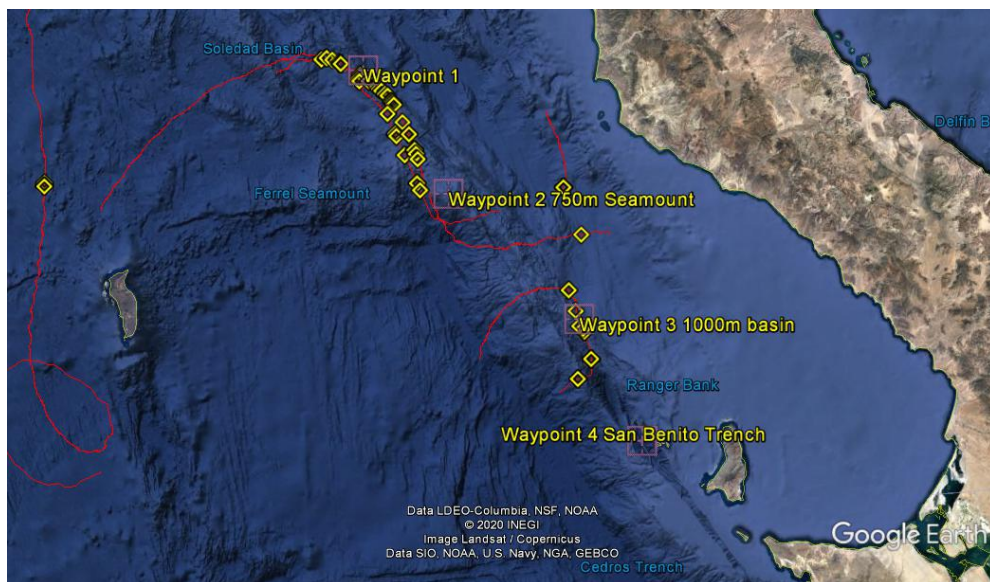 Soledad Basin
Waypoint 1
Delfín B
Ferrel Seamount
Waypoint 2 750m Seamount
Waypoint 3 1000m basin
Ranger Bank
Waypoint 4 San Benito Trench
Data LDEO-Columbia, NSF, NOAA
© 2020 INEGI
Image Landsat / Copernicus
Data SIO, NOAA, U.S. Navy, NGA, GEBCO
Google Earth
Cedros Trench